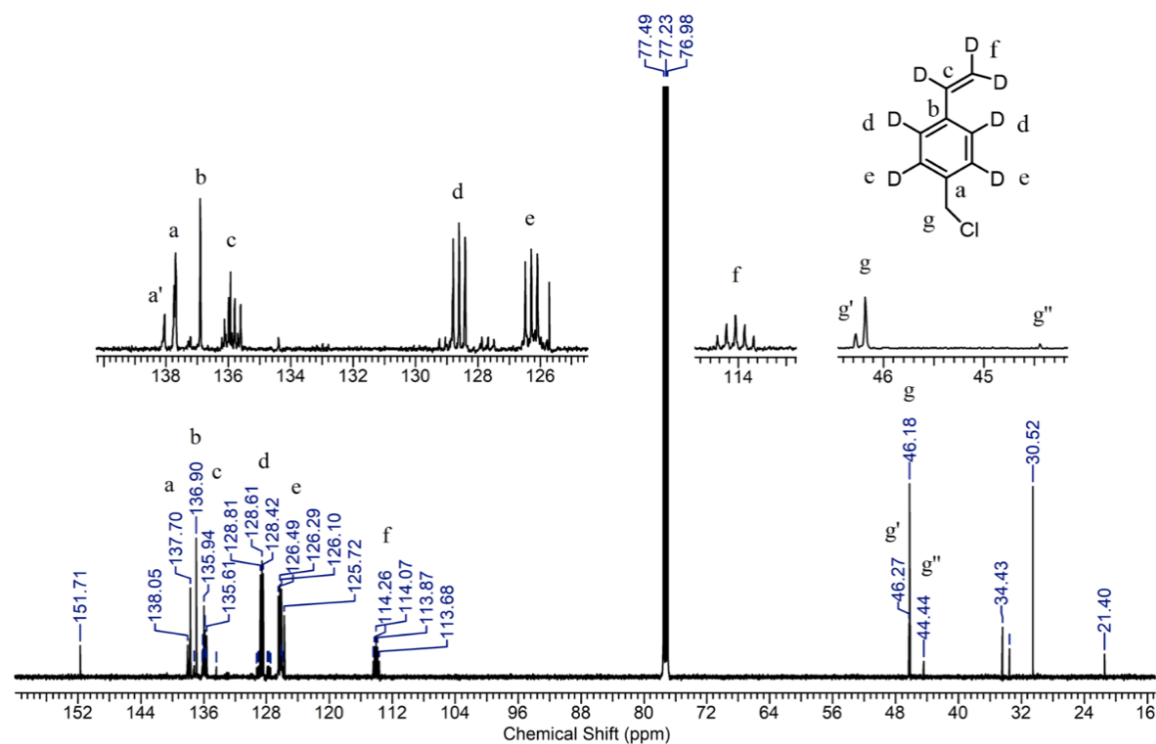 77.49
77.23
76.98
D
f
c
D
D
b
d
D
D
d
e
D
D
e
a
g
Cl
a'
a
b
c
d
e
f
g'
g
g"
138
136
134
132
130
128
126
114
46
45
a
b
c
d
e
f
g
g'
g"
151.71
138.05
137.70
136.90
135.94
135.61
128.81
128.61
128.42
126.49
126.29
126.10
125.72
114.26
114.07
113.87
113.68
46.18
46.27
44.44
34.43
30.52
21.40
152
144
136
128
120
112
104
96
88
80
72
64
56
48
40
32
24
16
Chemical Shift (ppm)